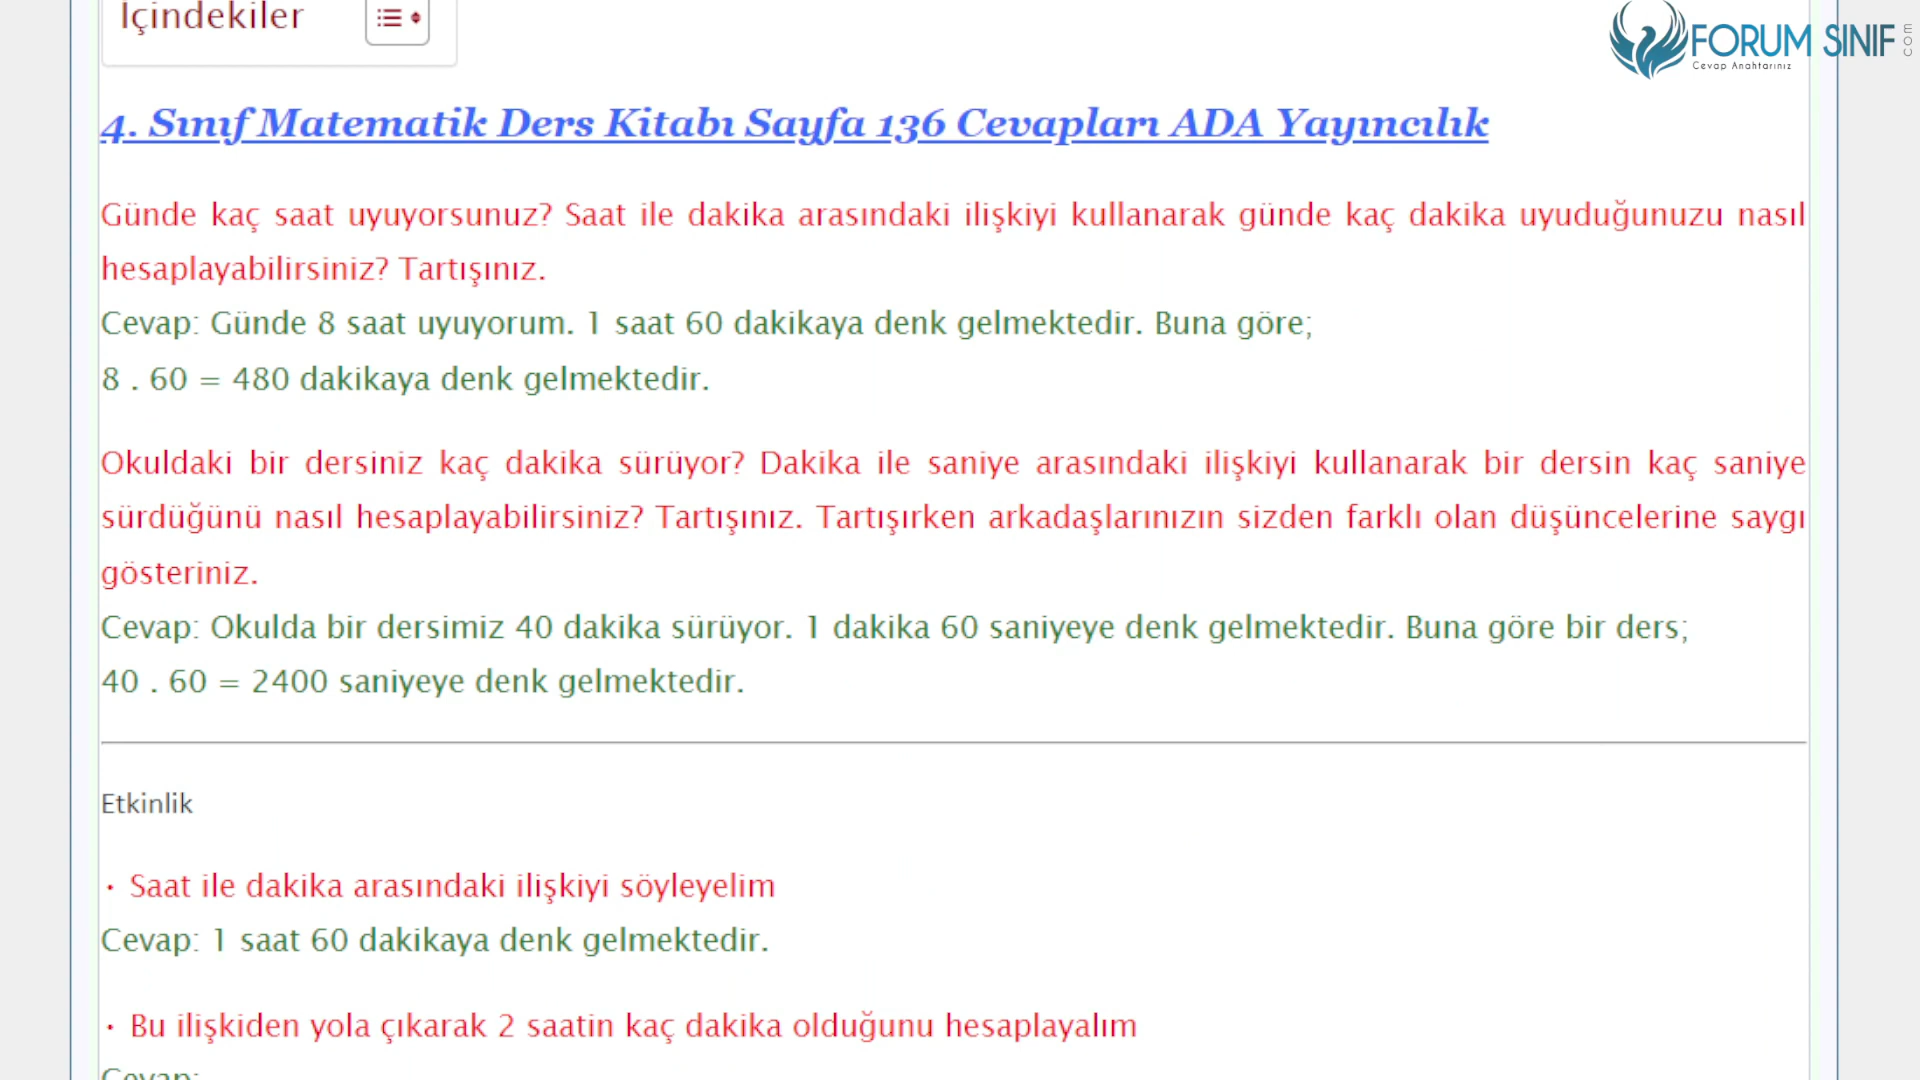 İçindekiler
FORUM SINIF
com
Cevap Anahtarınız
4. Sınıf Matematik Ders Kitabı Sayfa 136 Cevapları ADA Yayıncılık
Günde kaç saat uyuyorsunuz? Saat ile dakika arasındaki ilişkiyi kullanarak günde kaç dakika uyuduğunuzu nasıl
hesaplayabilirsiniz? Tartışınız.
Cevap: Günde 8 saat uyuyorum. 1 saat 60 dakikaya denk gelmektedir. Buna göre;
8 . 60 = 480 dakikaya denk gelmektedir.
Okuldaki bir dersiniz kaç dakika sürüyor? Dakika ile saniye arasındaki ilişkiyi kullanarak bir dersin kaç saniye
sürdüğünü nasıl hesaplayabilirsiniz? Tartışınız. Tartışırken arkadaşlarınızın sizden farklı olan düşüncelerine saygı
gösteriniz.
Cevap: Okulda bir dersimiz 40 dakika sürüyor. 1 dakika 60 saniyeye denk gelmektedir. Buna göre bir ders;
40 . 60 = 2400 saniyeye denk gelmektedir.
Etkinlik
• Saat ile dakika arasındaki ilişkiyi söyleyelim
Cevap: 1 saat 60 dakikaya denk gelmektedir.
• Bu ilişkiden yola çıkarak 2 saatin kaç dakika olduğunu hesaplayalım
Cevap: